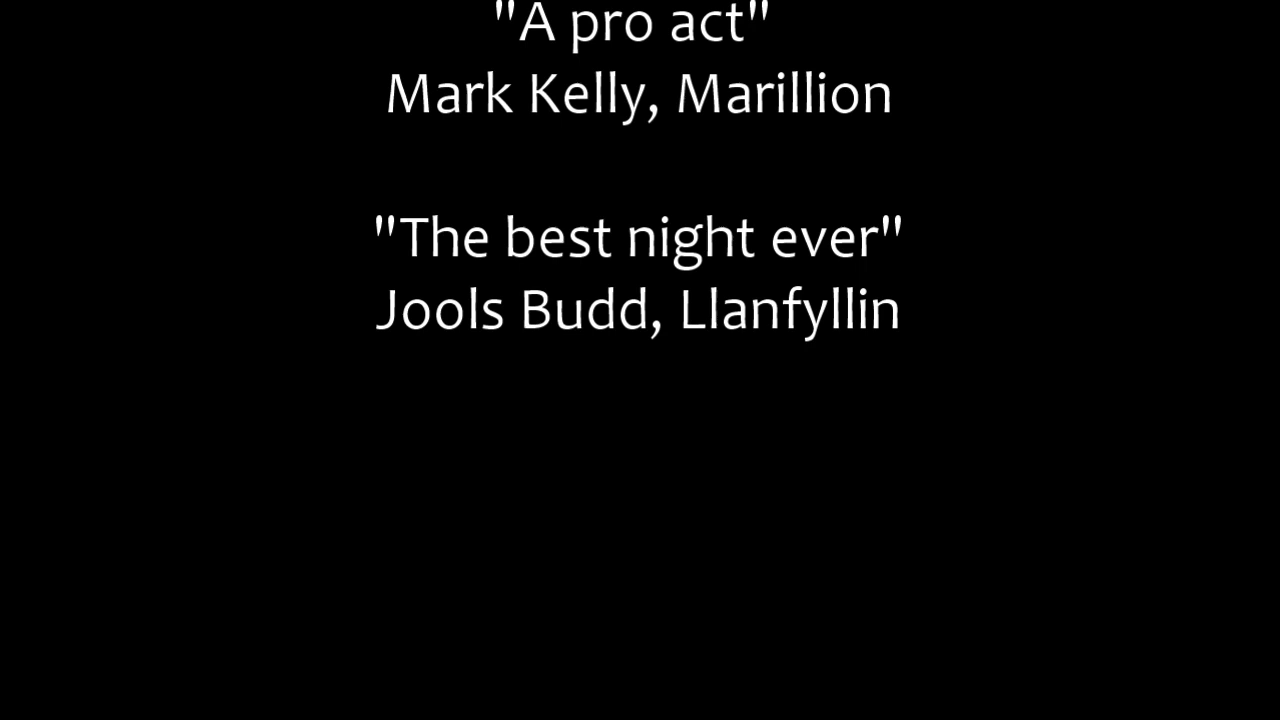 "A pro act"
Mark Kelly, Marillion
"The best night ever"
Jools Budd, Llanfyllin